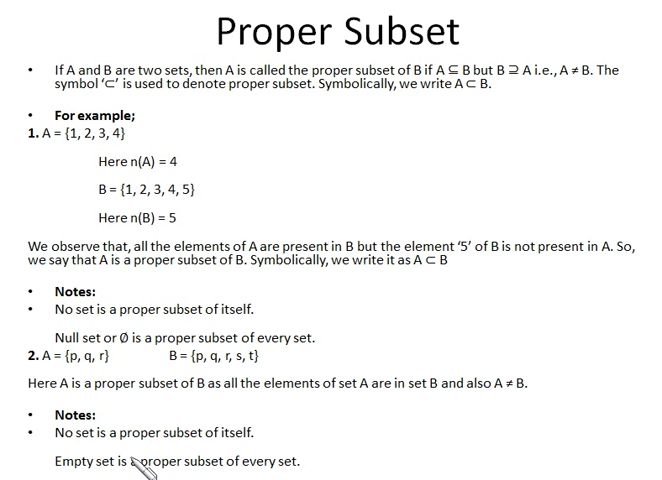 Proper Subset
• If A and B are two sets, then A is called the proper subset of B if A ⊆ B but B ⊇ A i.e., A ≠ B. The
symbol ‘⊂’ is used to denote proper subset. Symbolically, we write A ⊂ B.
• For example;
1. A = {1, 2, 3, 4}
Here n(A) = 4
B = {1, 2, 3, 4, 5}
Here n(B) = 5
We observe that, all the elements of A are present in B but the element ‘5’ of B is not present in A. So,
we say that A is a proper subset of B. Symbolically, we write it as A ⊂ B
• Notes:
• No set is a proper subset of itself.
Null set or Ø is a proper subset of every set.
2. A = {p, q, r} B = {p, q, r, s, t}
Here A is a proper subset of B as all the elements of set A are in set B and also A ≠ B.
• Notes:
• No set is a proper subset of itself.
Empty set is a proper subset of every set.